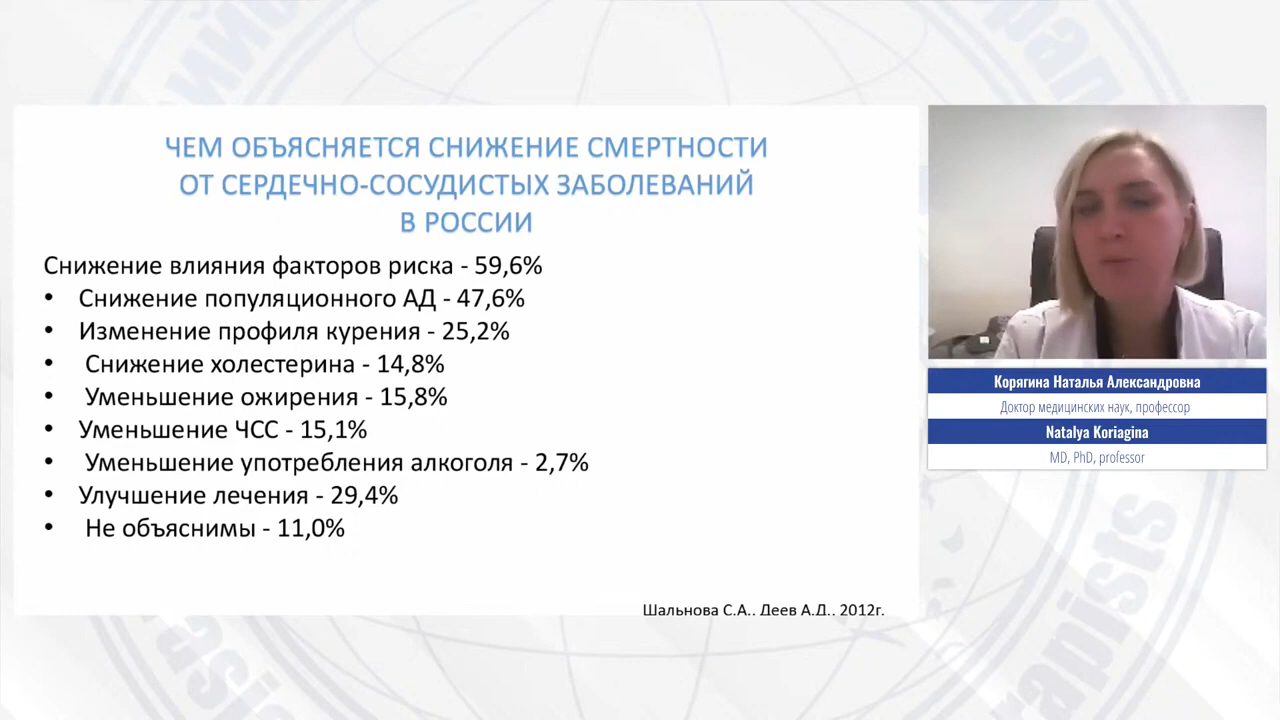 ЧЕМ ОБЪЯСНЯЕТСЯ СНИЖЕНИЕ СМЕРТНОСТИ
ОТ СЕРДЕЧНО-СОСУДИСТЫХ ЗАБОЛЕВАНИЙ
В РОССИИ
Снижение влияния факторов риска - 59,6%
• Снижение популяционного АД - 47,6%
• Изменение профиля курения - 25,2%
• Снижение холестерина - 14,8%
• Уменьшение ожирения - 15,8%
• Уменьшение ЧСС - 15,1%
• Уменьшение употребления алкоголя - 2,7%
• Улучшение лечения - 29,4%
• Не объяснимы - 11,0%
Шальнова С.А., Деев А.Д., 2012г.
Корягина Наталья Александровна
Доктор медицинских наук, профессор
Natalya Koriagina
MD, PhD, professor